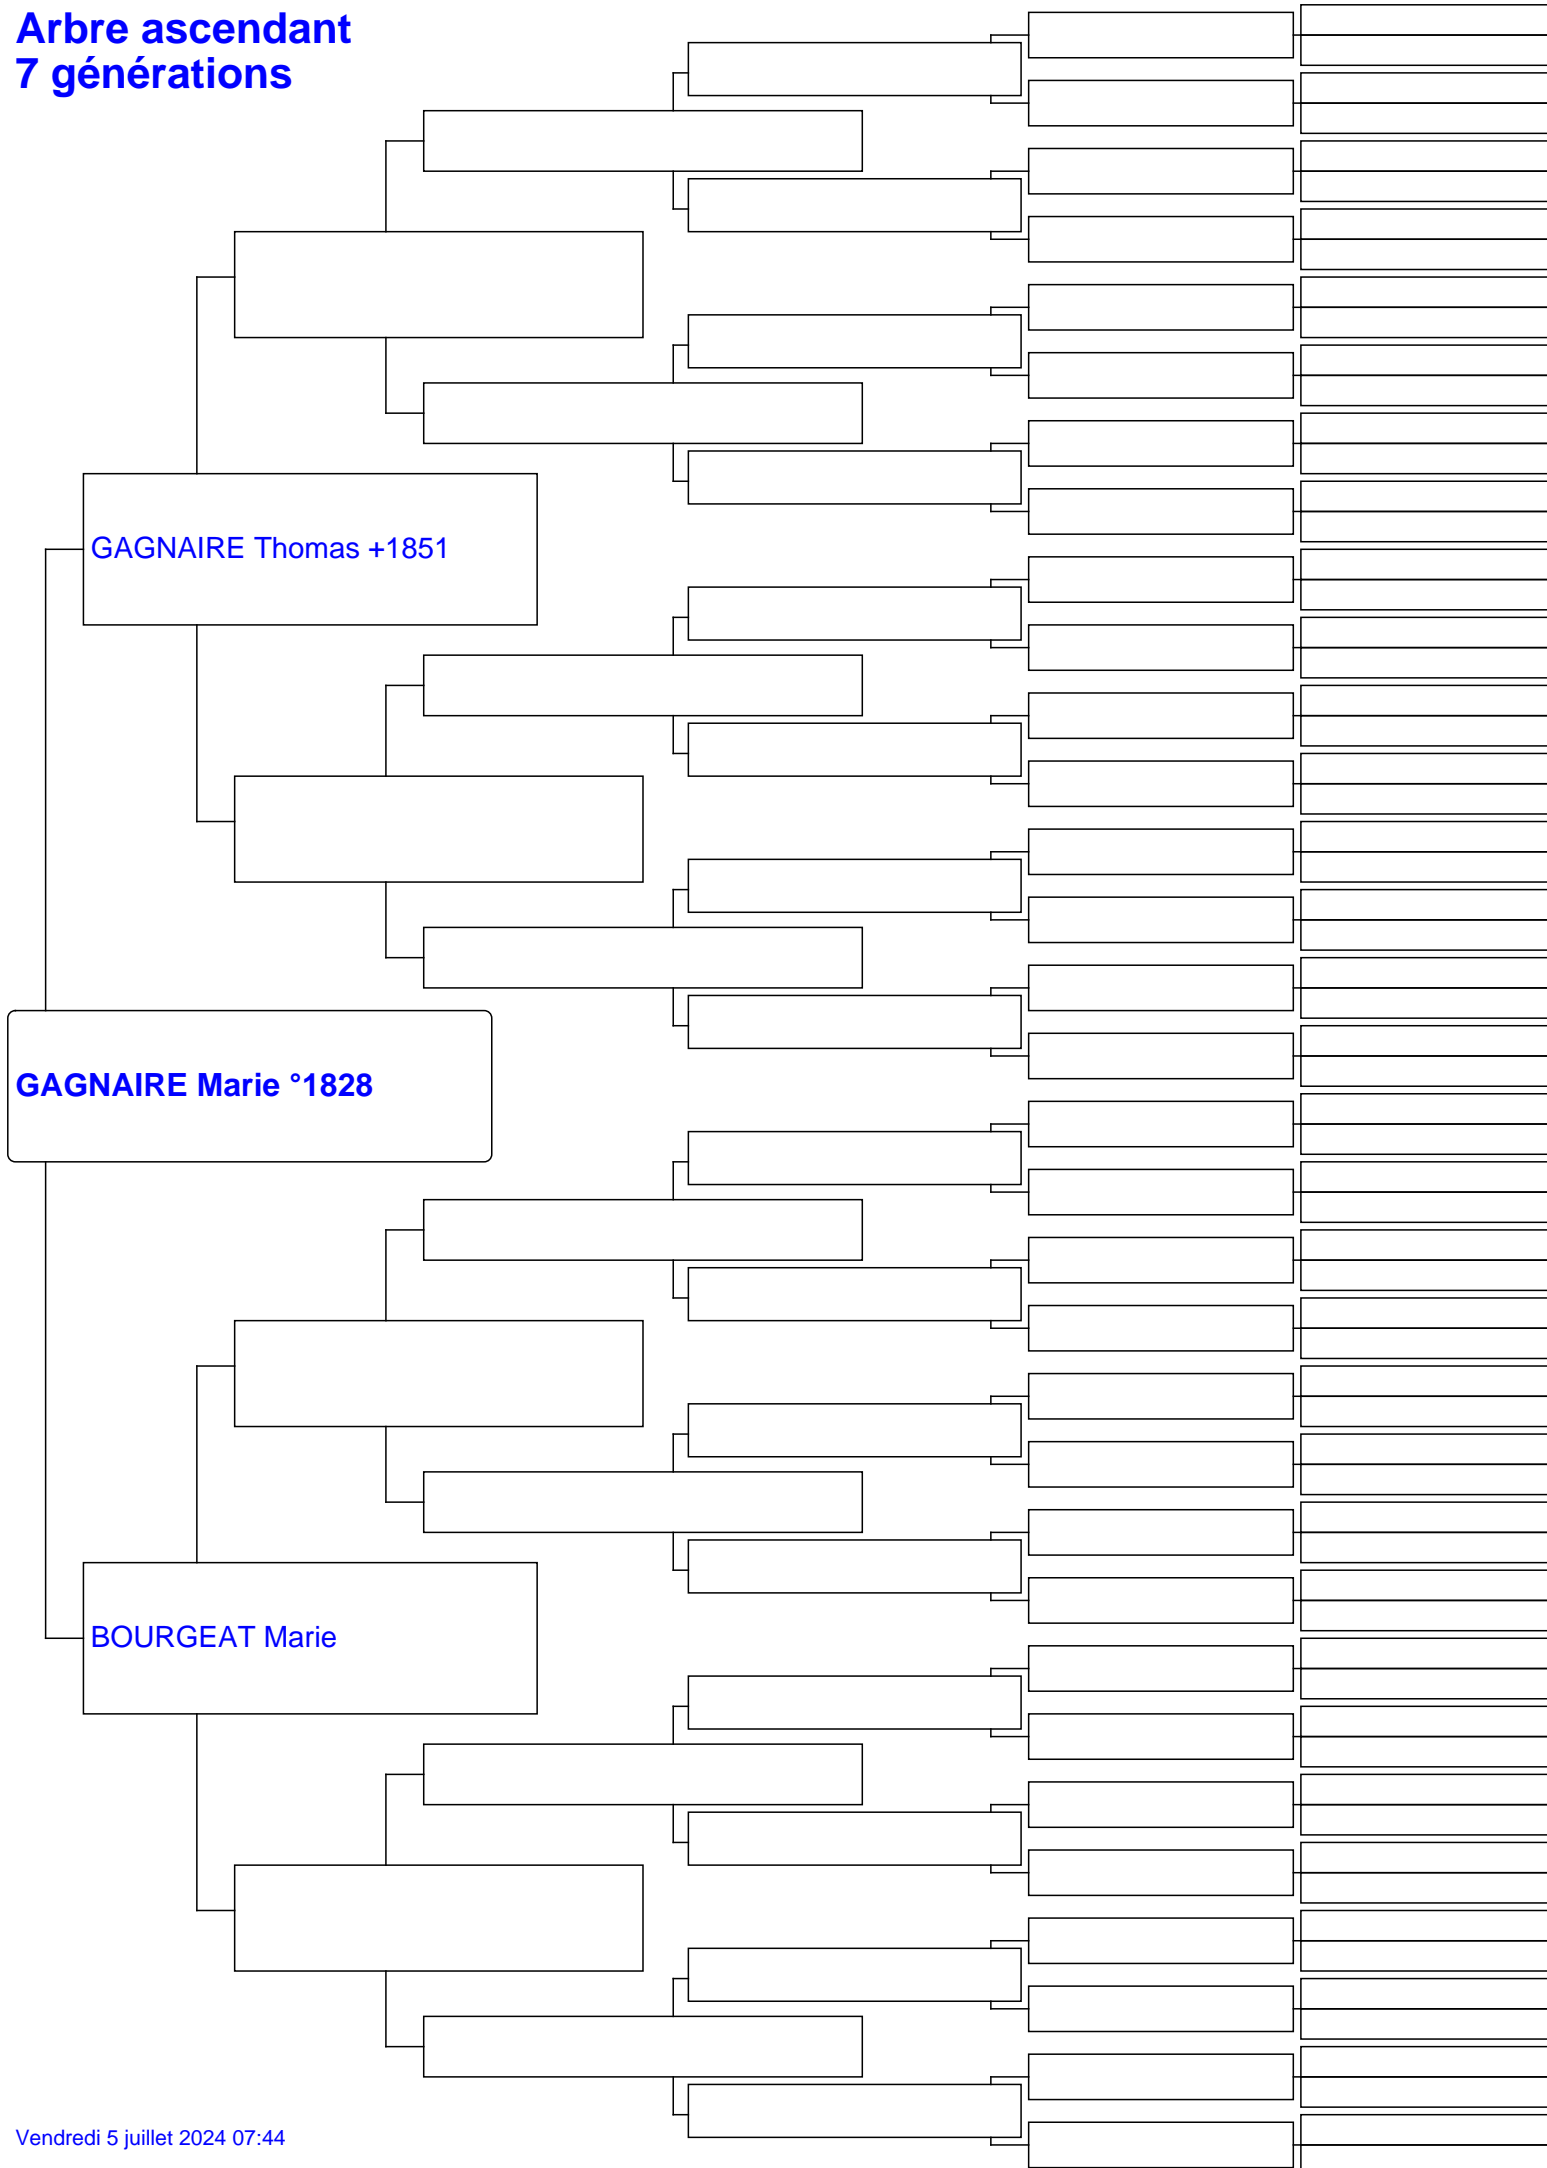 Arbre ascendant
7 générations
GAGNAIRE Thomas +1851
GAGNAIRE Marie °1828
BOURGEAT Marie
Vendredi 5 juillet 2024 07:44